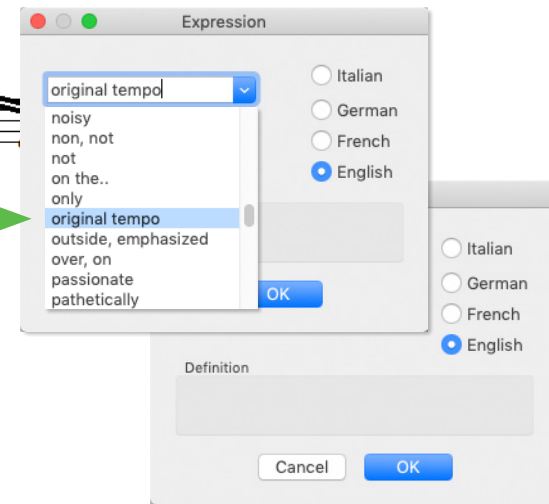 Expression
original tempo
noisy
non, not
not
on the..
only
original tempo
outside, emphasized
over, on
passionate
pathetically
Italian
German
French
English
OK
Italian
German
French
English
Definition
Cancel
OK